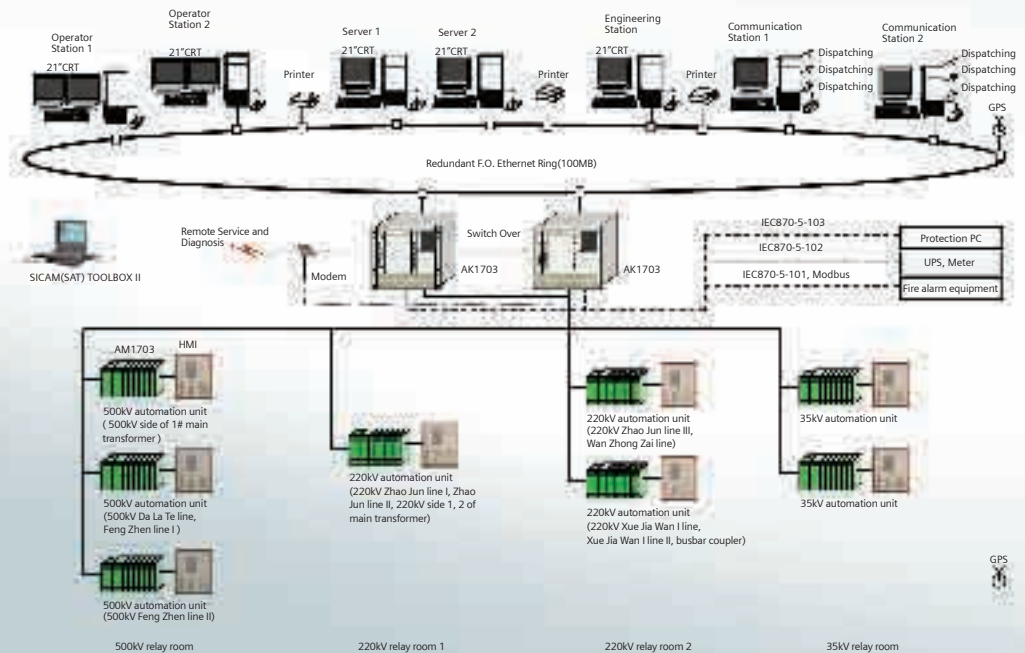 Operator
Station 1
21"CRT
Operator
Station 2
21"CRT
Printer
Server 1
21"CRT
Server 2
21"CRT
Printer
Engineering
Station
21"CRT
Printer
Communication
Station 1
Dispatching
Dispatching
Dispatching
Communication
Station 2
Dispatching
Dispatching
Dispatching
GPS
Redundant F.O. Ethernet Ring(100MB)
SICAM(SAT) TOOLBOX II
Remote Service and
Diagnosis
Modem
Switch Over
AK1703
AK1703
IEC870-5-103
IEC870-5-102
IEC870-5-101, Modbus
Protection PC
UPS, Meter
Fire alarm equipment
AM1703
HMI
500kV automation unit
( 500kV side of 1# main
transformer )
500kV automation unit
(500kV Da La Te line,
Feng Zhen line I )
500kV automation unit
(500kV Feng Zhen line II)
220kV automation unit
(220kV Zhao Jun line I, Zhao
Jun line II, 220kV side 1, 2 of
main transformer)
220kV automation unit
(220kV Zhao Jun line III,
Wan Zhong Zai line)
220kV automation unit
(220kV Xue Jia Wan I line,
Xue Jia Wan I line II, busbar coupler)
35kV automation unit
35kV automation unit
GPS
500kV relay room
220kV relay room 1
220kV relay room 2
35kV relay room